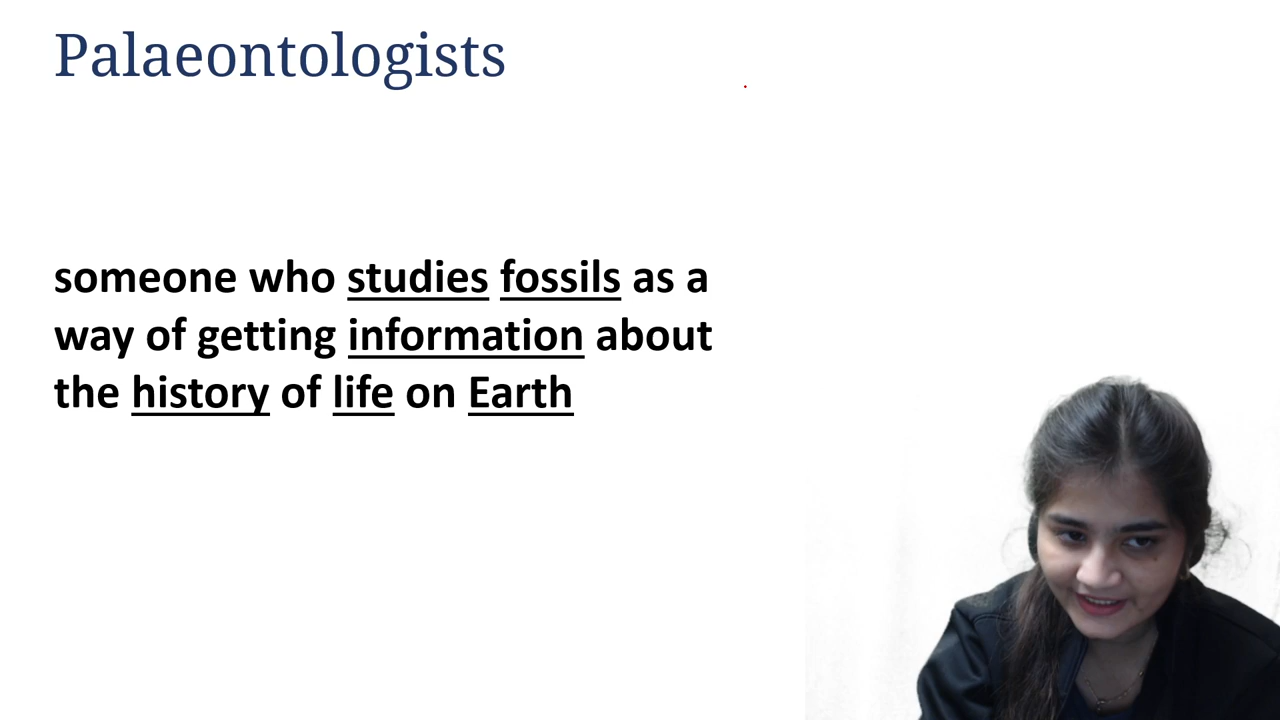 Palaeontologists
someone who studies fossils as a
way of getting information about
the history of life on Earth